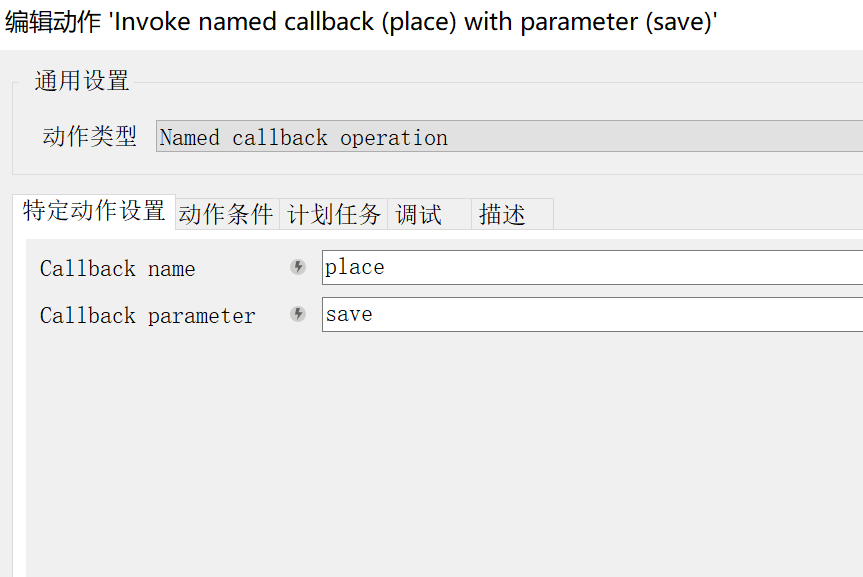 编辑动作 'Invoke named callback (place) with parameter (save)'
通用设置
动作类型 Named callback operation
特定动作设置 动作条件 计划任务 调试 描述
Callback name place
Callback parameter save